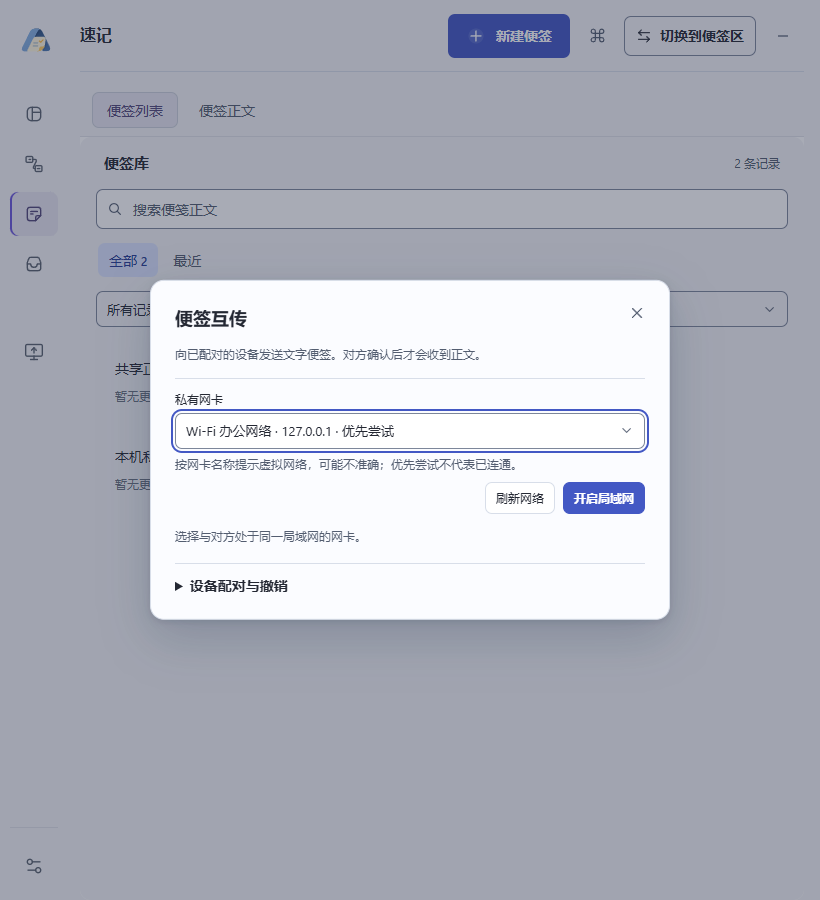 速记
新建便签
切换到便签区
便签列表
便签正文
便签库
2 条记录
搜索便笺正文
全部 2
最近
所有记
共享正
暂无更
本机私
暂无更
便签互传
向已配对的设备发送文字便签。对方确认后才会收到正文。
私有网卡
Wi-Fi 办公网络 · 127.0.0.1 · 优先尝试
按网卡名称提示虚拟网络，可能不准确；优先尝试不代表已连通。
刷新网络
开启局域网
选择与对方处于同一局域网的网卡。
设备配对与撤销